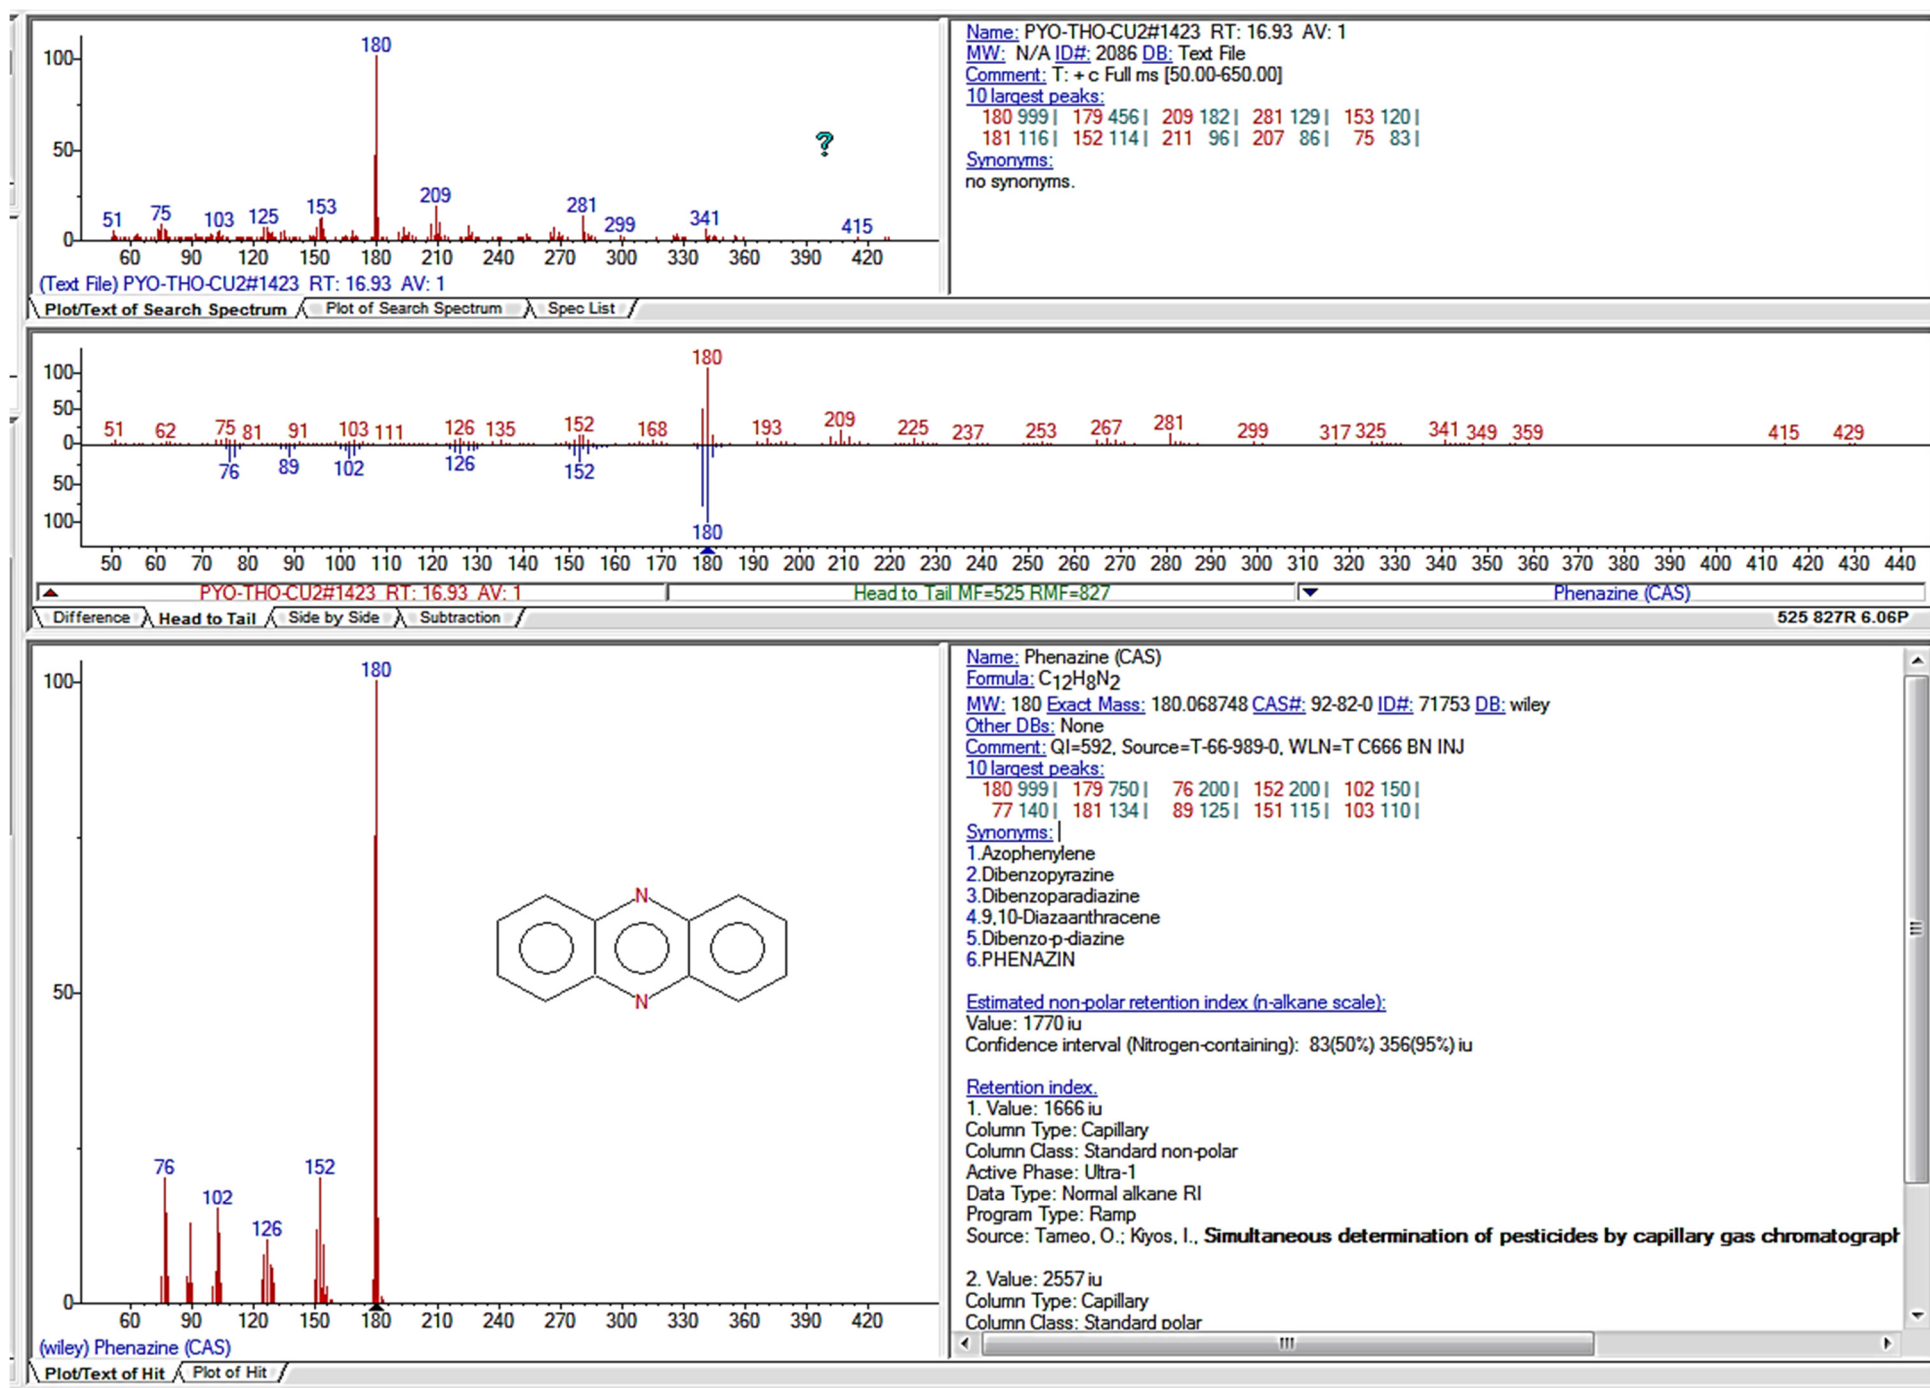 100
50
0
180
51
75
103
125
153
209
281
299
341
415
60 90 120 150 180 210 240 270 300 330 360 390 420
?
(Text File) PYO-THO-CU2#1423 RT: 16.93 AV: 1
Plot/Text of Search Spectrum Plot of Search Spectrum Spec List
Name: PYO-THO-CU2#1423 RT: 16.93 AV: 1
MW: N/A ID#: 2086 DB: Text File
Comment: T: + c Full ms [50.00-650.00]
10 largest peaks:
180 999| 179 456| 209 182| 281 129| 153 120|
181 116| 152 114| 211 96| 207 86| 75 83|
Synonyms:
no synonyms.
100
50
0
50
100
180
51 62 75 81 91 103 111 126 135 152 168 193 209 225 237 253 267 281 299 317 325 341 349 359 415 429
76 89 102 126 152
180
50 60 70 80 90 100 110 120 130 140 150 160 170 180 190 200 210 220 230 240 250 260 270 280 290 300 310 320 330 340 350 360 370 380 390 400 410 420 430 440
PYO-THO-CU2#1423 RT: 16.93 AV: 1 Head to Tail MF=525 RMF=827 Phenazine (CAS)
Difference Head to Tail Side by Side Subtraction 525 827R 6.06P
100
50
0
180
76
102
126
152
N
N
60 90 120 150 180 210 240 270 300 330 360 390 420
(wiley) Phenazine (CAS)
Plot/Text of Hit Plot of Hit
Name: Phenazine (CAS)
Formula: C12H8N2
MW: 180 Exact Mass: 180.068748 CAS#: 92-82-0 ID#: 71753 DB: wiley
Other DBs: None
Comment: QI=592, Source=T-66-989-0, WLN=T C666 BN INJ
10 largest peaks:
180 999| 179 750| 76 200| 152 200| 102 150|
77 140| 181 134| 89 125| 151 115| 103 110|
Synonyms:
1.Azophenylene
2.Dibenzopyrazine
3.Dibenzoparadiazine
4.9,10-Diazaanthracene
5.Dibenzo-p-diazine
6.PHENAZIN
Estimated non-polar retention index (n-alkane scale):
Value: 1770 iu
Confidence interval (Nitrogen-containing): 83(50%) 356(95%) iu
Retention index.
1. Value: 1666 iu
Column Type: Capillary
Column Class: Standard non-polar
Active Phase: Ultra-1
Data Type: Normal alkane RI
Program Type: Ramp
Source: Tameo, O.; Kiyos, I., Simultaneous determination of pesticides by capillary gas chromatograph
2. Value: 2557 iu
Column Type: Capillary
Column Class: Standard polar